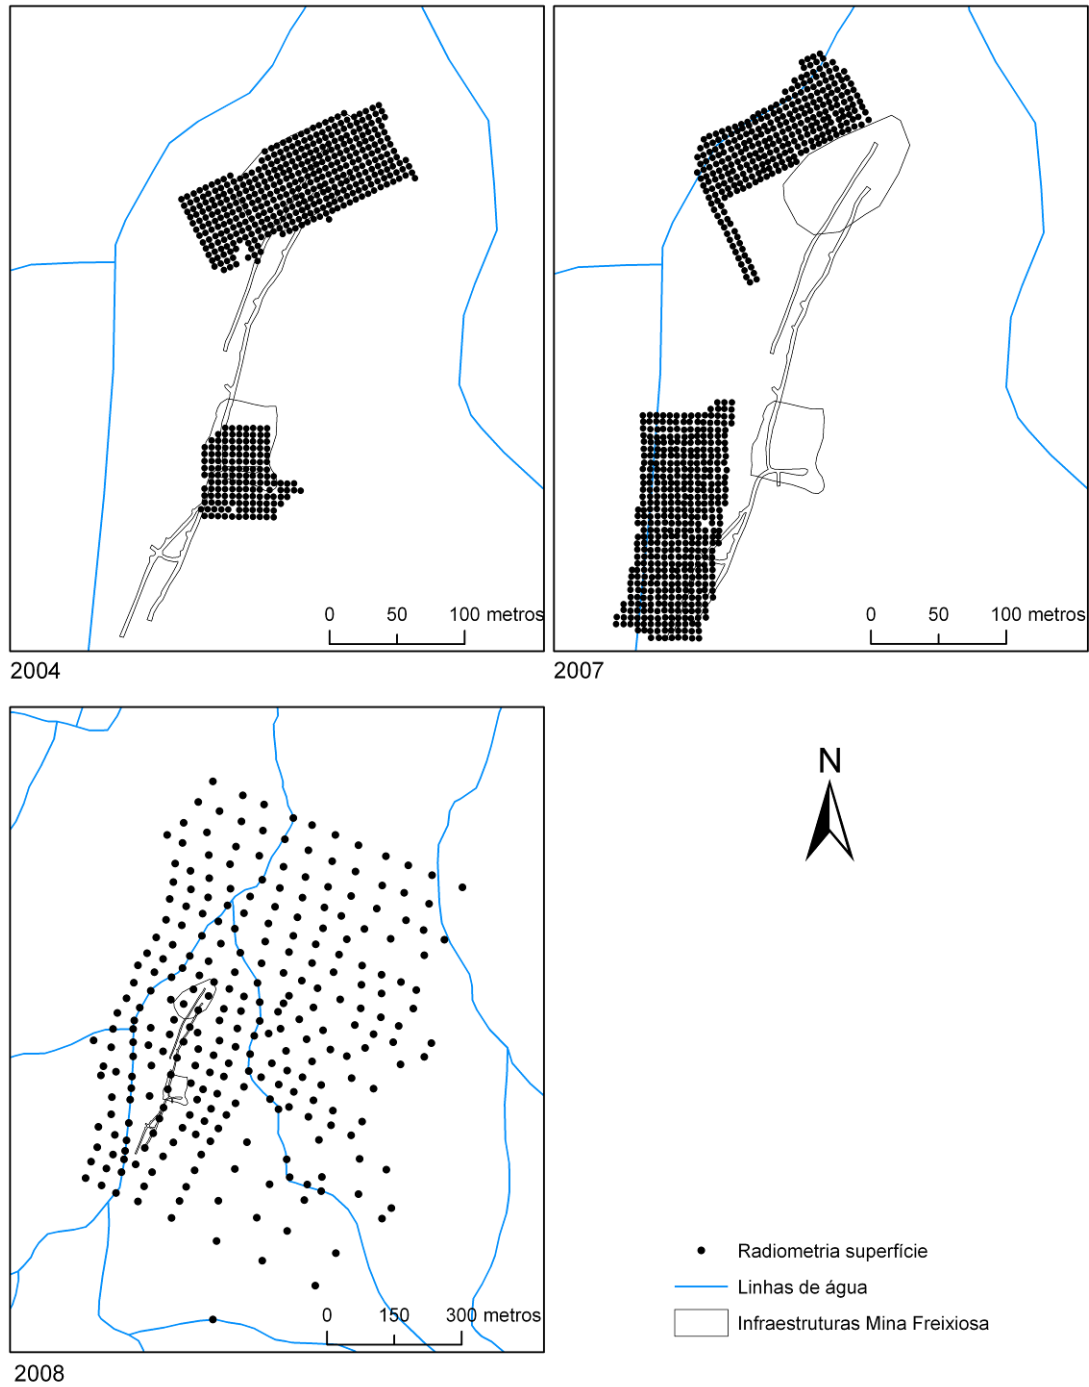 0 50 100 metros
2004
0 50 100 metros
2007
N
0 150 300 metros
2008
Radiometria superfície
Linhas de água
Infraestruturas Mina Freixiosa